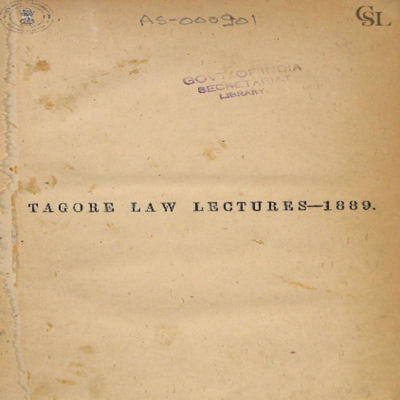 AS-000901
CSL
GOVT OF INDIA
SECRETARIAT
LIBRARY.
TAGORE LAW LECTURES—1889.